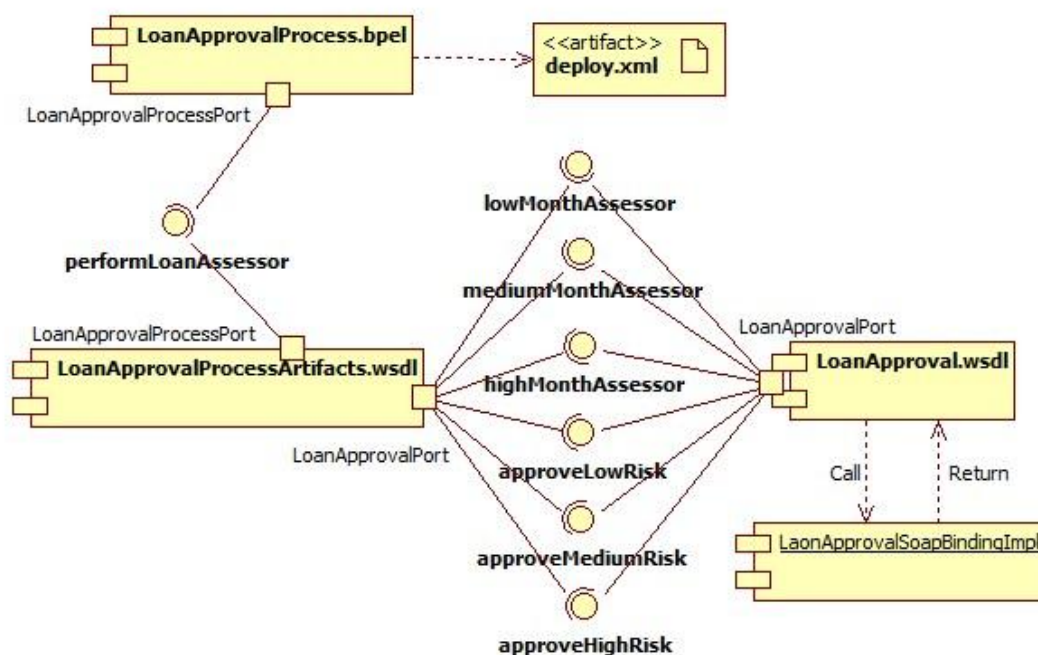 LoanApprovalProcess.bpel
<<artifact>>
deploy.xml
LoanApprovalProcessPort
lowMonthAssessor
performLoanAssessor
mediumMonthAssessor
LoanApprovalProcessPort
LoanApprovalPort
LoanApprovalProcessArtifacts.wsdl
highMonthAssessor
LoanApproval.wsdl
LoanApprovalPort
approveLowRisk
Call
Return
approveMediumRisk
LaonApprovalSoapBindingImpl
approveHighRisk